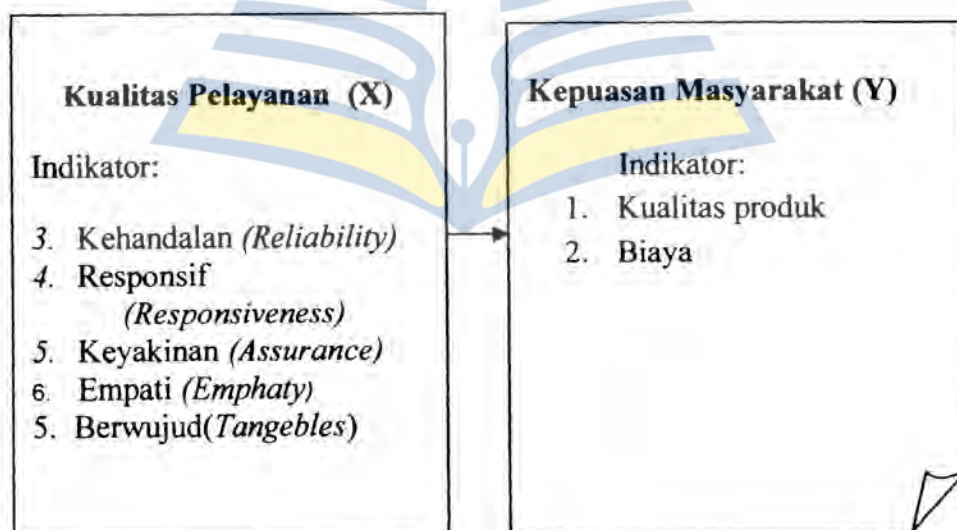 Kualitas Pelayanan (X)
Indikator:
3. Kehandalan (Reliability)
4. Responsif
(Responsiveness)
5. Keyakinan (Assurance)
6. Empati (Emphaty)
5. Berwujud(Tangebles)
Kepuasan Masyarakat (Y)
Indikator:
1. Kualitas produk
2. Biaya